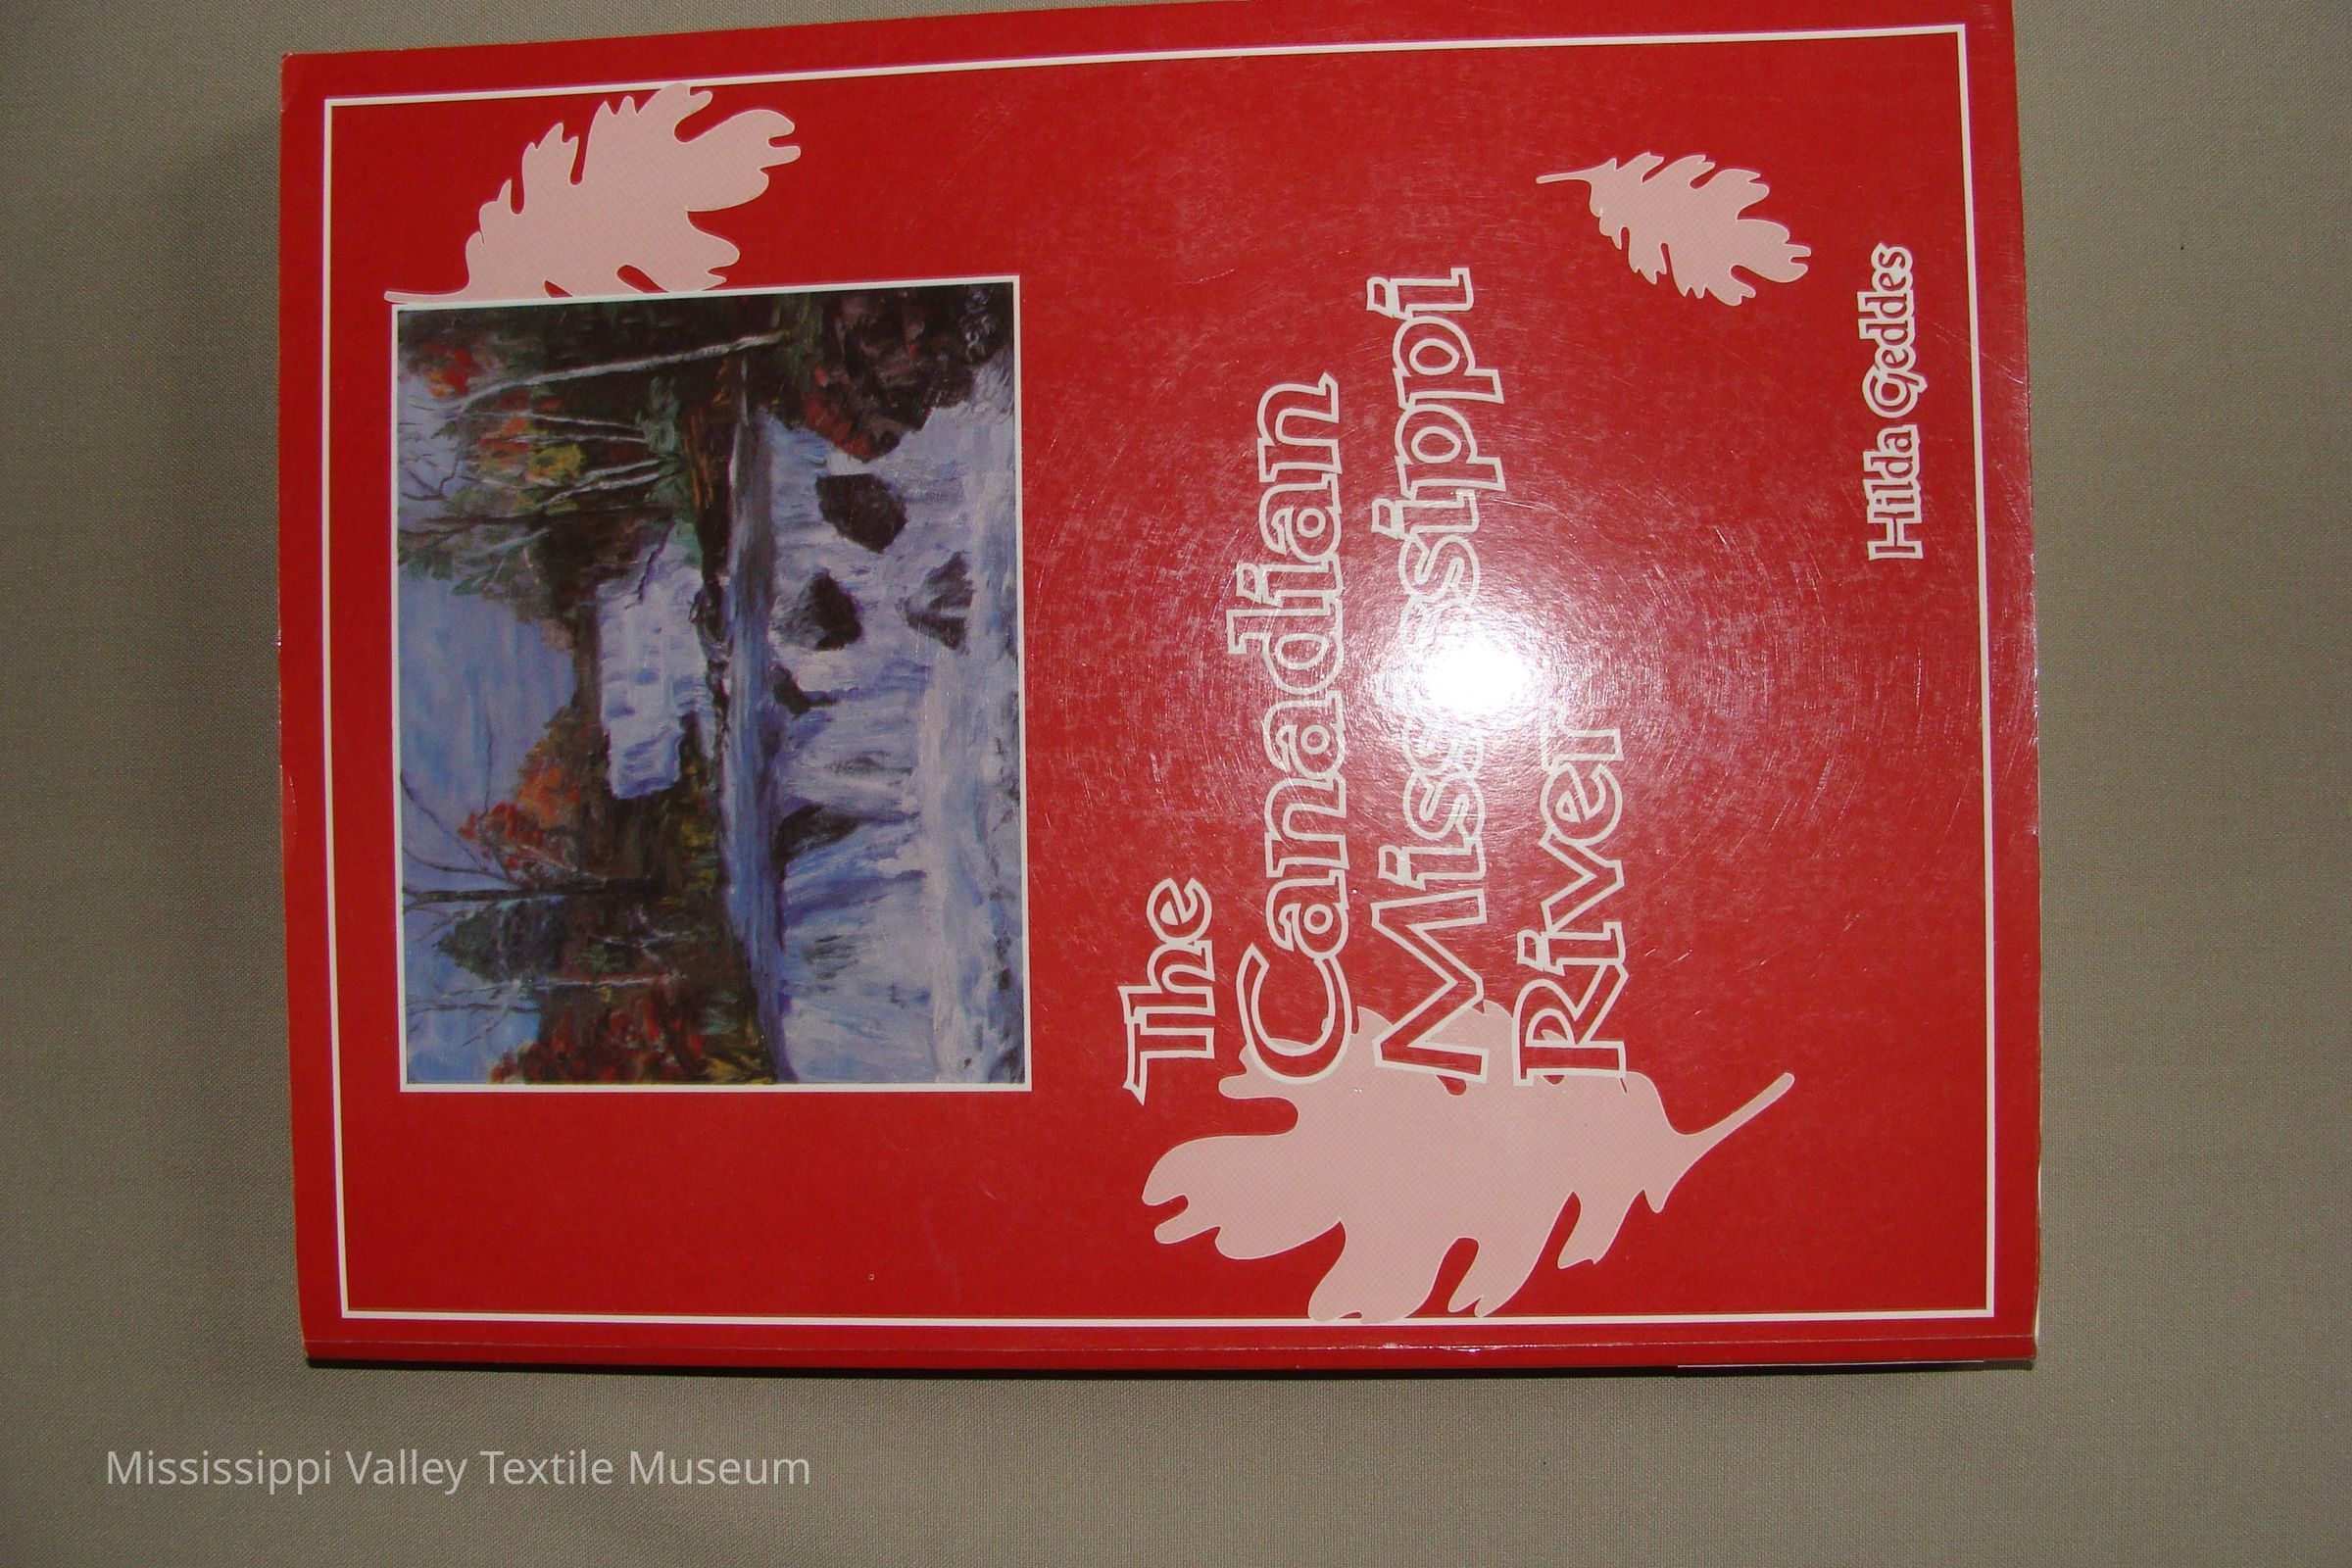 The
Canadian
Mississippi
River
Hilda Geddes
Mississippi Valley Textile Museum